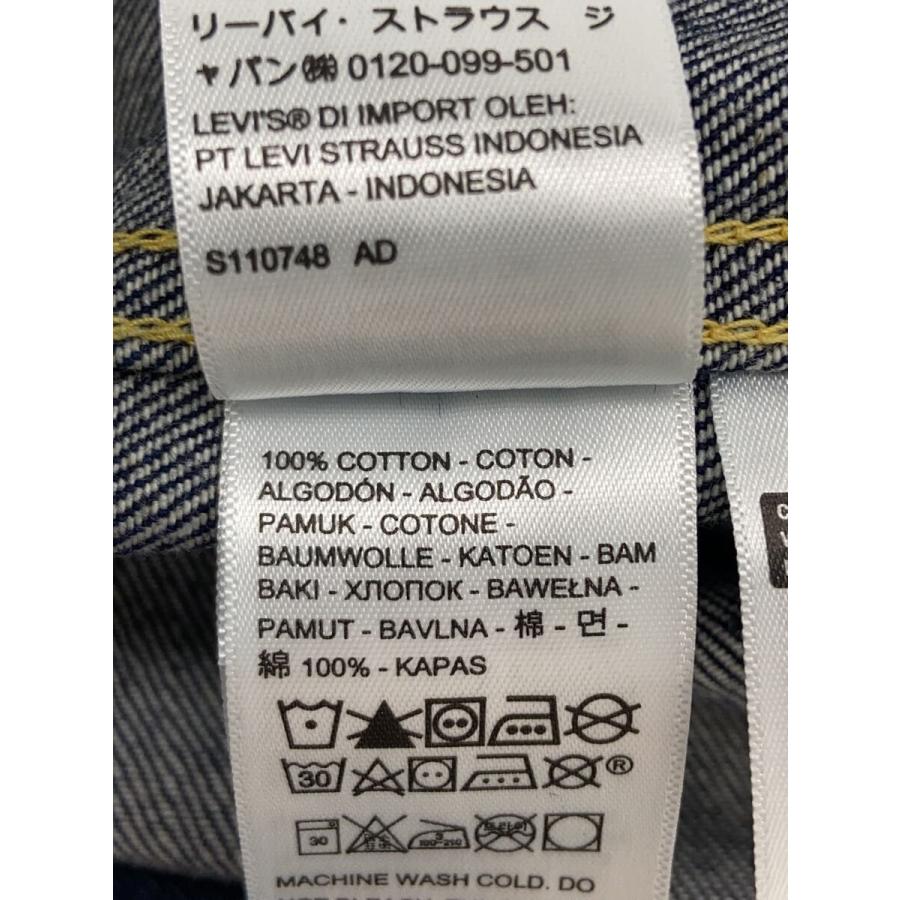 リーバイ・ストラウス ジ
ャパン㈱ 0120-099-501
LEVI'S® DI IMPORT OLEH:
PT LEVI STRAUSS INDONESIA
JAKARTA - INDONESIA
S110748 AD
100% COTTON - COTON -
ALGODÓN - ALGODÃO -
PAMUK - COTONE -
BAUMWOLLE - KATOEN - BAM
BAKI - ХЛОПОК - BAWEŁNA -
PAMUT - BAVLNA - 棉 - 면 -
綿 100% - KAPAS
30 ®
30
MACHINE WASH COLD. DO